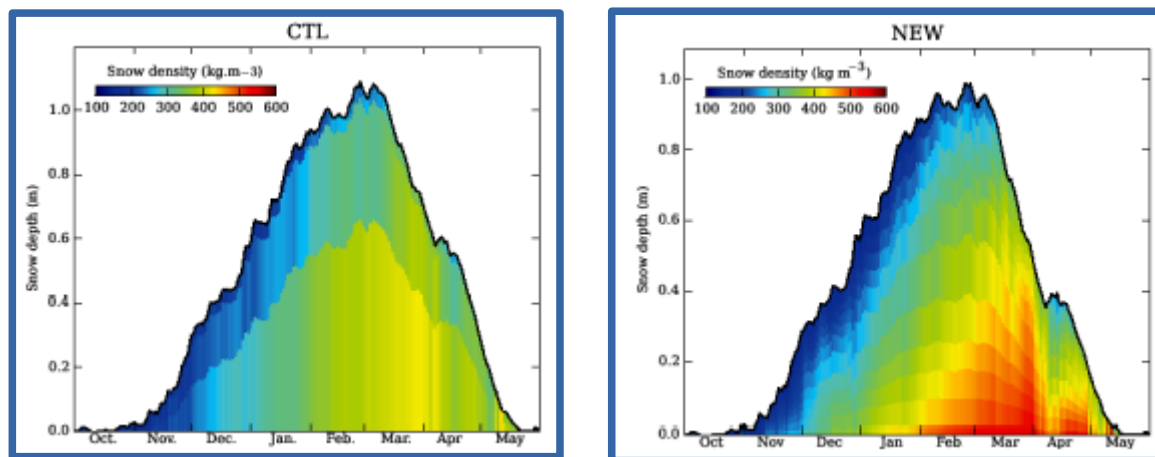 CTL
Snow density (kg.m−3)
100 200 300 400 500 600
Snow depth (m)
1.0
0.8
0.6
0.4
0.2
0.0
Oct. Nov. Dec. Jan. Feb. Mar. Apr May
NEW
Snow density (kg m⁻³)
100 200 300 400 500 600
Snow depth (m)
1.0
0.8
0.6
0.4
0.2
0.0
Oct Nov Dec Jan Feb Mar Apr May